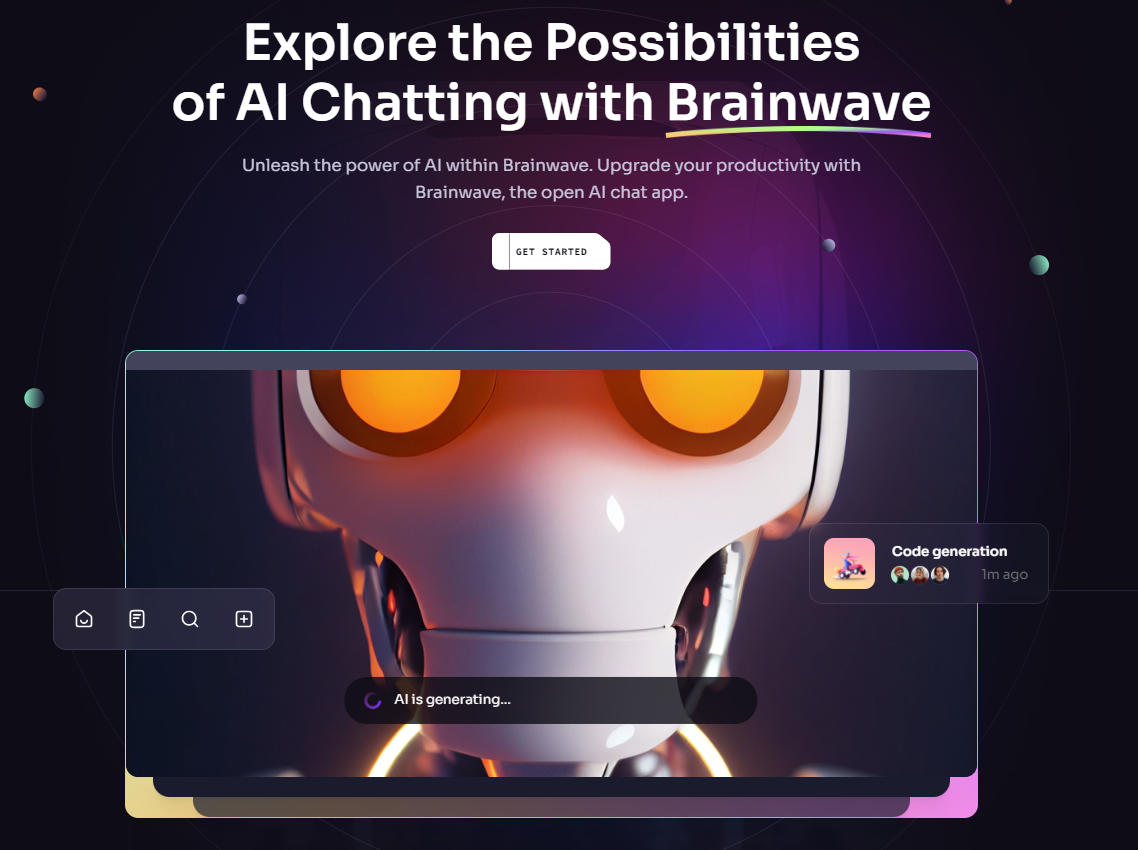 Explore the Possibilities
of AI Chatting with Brainwave
Unleash the power of AI within Brainwave. Upgrade your productivity with
Brainwave, the open AI chat app.
GET STARTED
Code generation
1m ago
AI is generating...